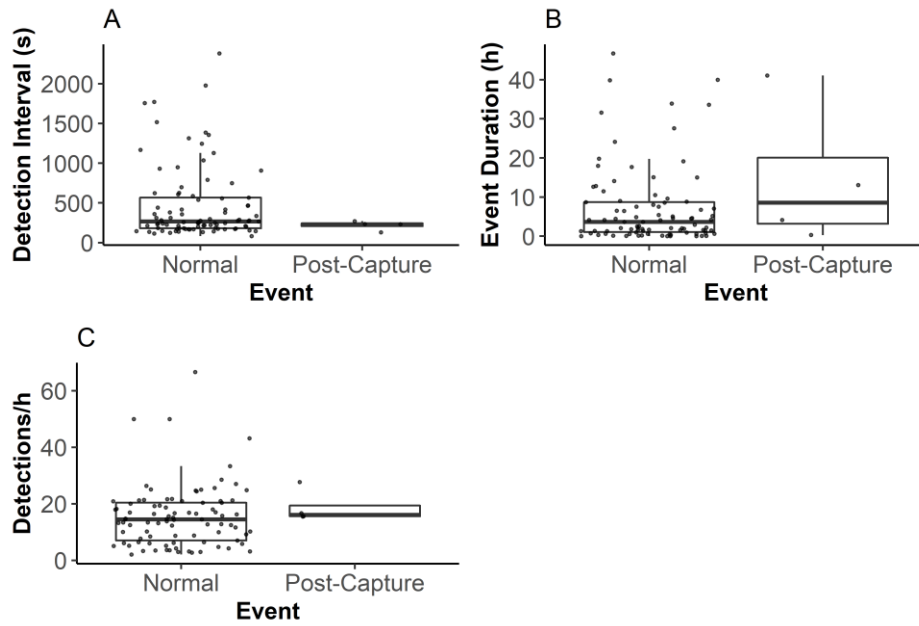 A
Detection Interval (s)
2000
1500
1000
500
0
Normal Post-Capture
Event
B
Event Duration (h)
40
30
20
10
0
Normal Post-Capture
Event
C
Detections/h
60
40
20
0
Normal Post-Capture
Event